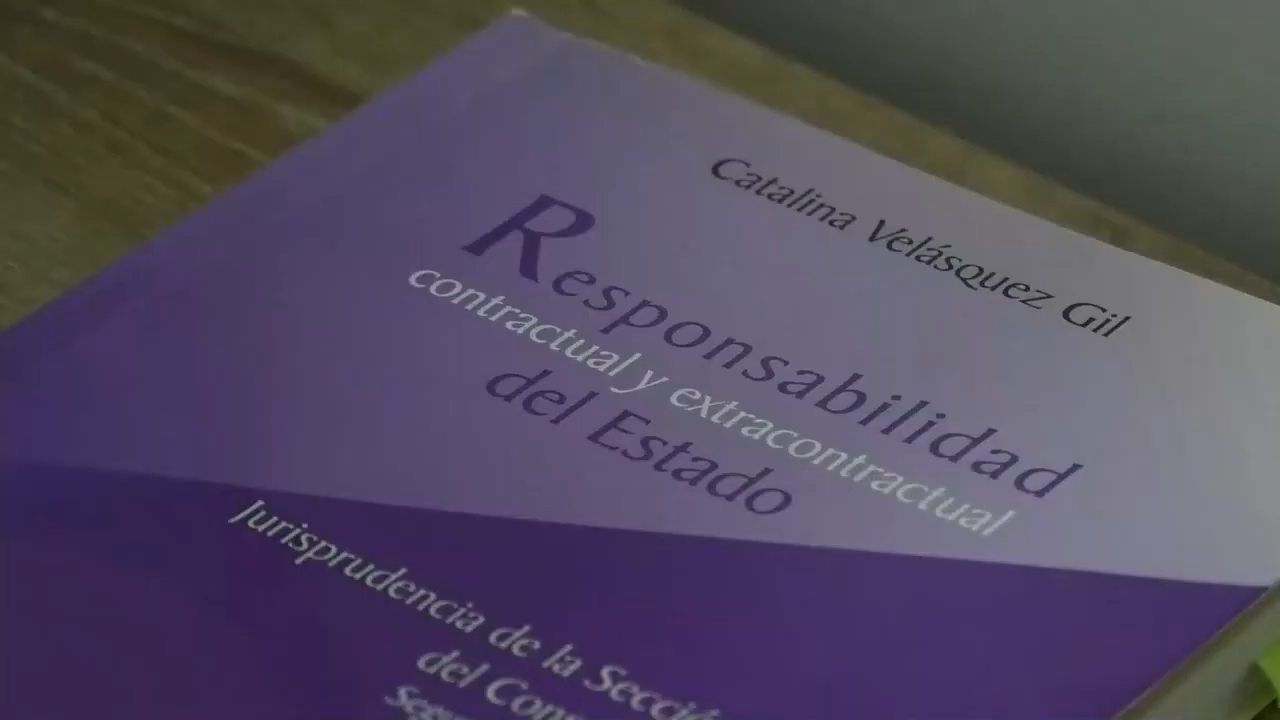 Catalina Velásquez Gil
Responsabilidad
contractual y extracontractual
del Estado
Jurisprudencia de la
del